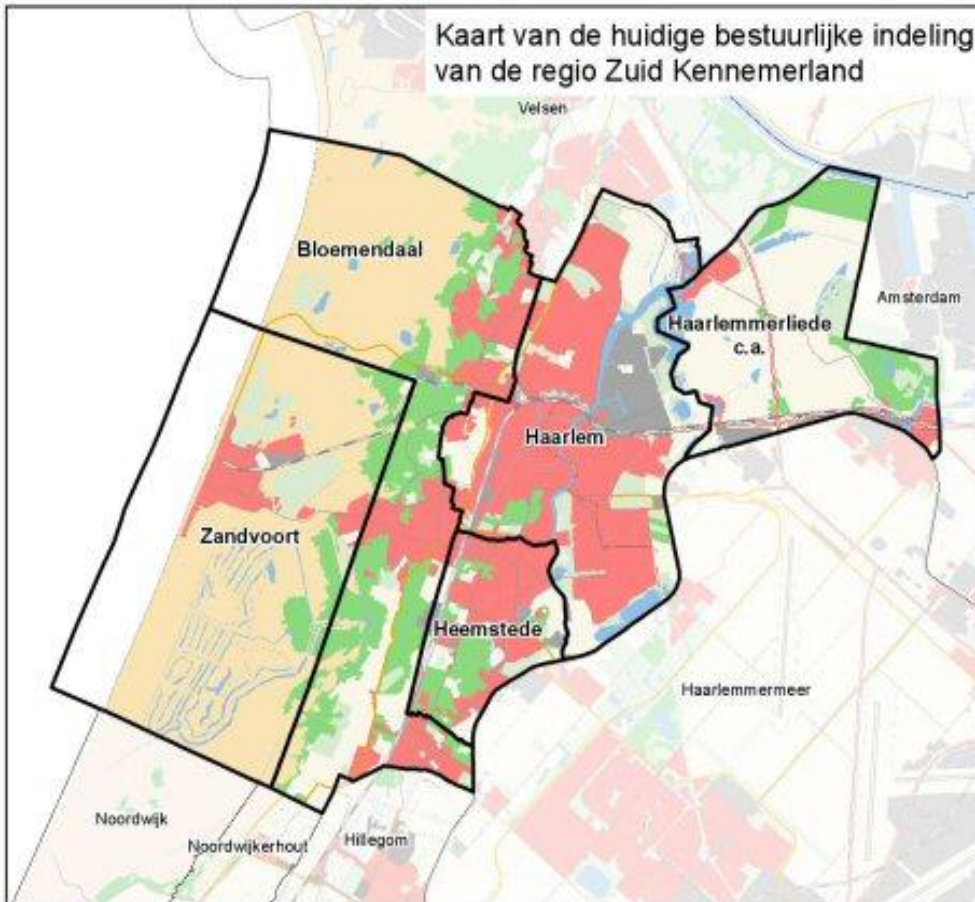 Kaart van de huidige bestuurlijke indeling
van de regio Zuid Kennemerland
Velsen
Bloemendaal
Amsterdam
Haarlemmerliede
c.a.
Haarlem
Zandvoort
Heemstede
Haarlemmermeer
Noordwijk
Noordwijkerhout
Hillegom